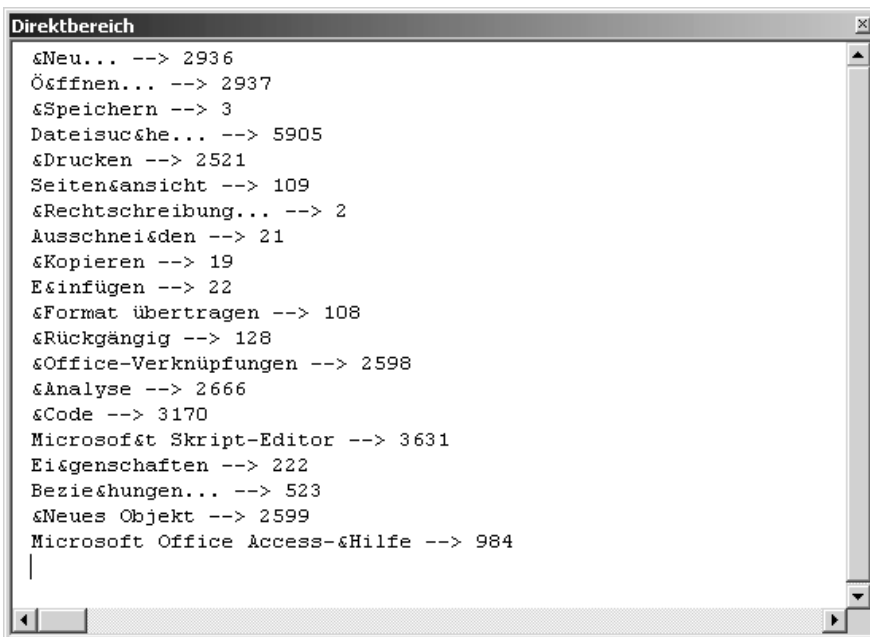 Direktbereich
&Neu... --> 2936
Ö&ffnen... --> 2937
&Speichern --> 3
Dateisuc&he... --> 5905
&Drucken --> 2521
Seiten&ansicht --> 109
&Rechtschreibung... --> 2
Ausschnei&den --> 21
&Kopieren --> 19
E&infügen --> 22
&Format übertragen --> 108
&Rückgängig --> 128
&Office-Verknüpfungen --> 2598
&Analyse --> 2666
&Code --> 3170
Microsof&t Skript-Editor --> 3631
Ei&genschaften --> 222
Bezie&hungen... --> 523
&Neues Objekt --> 2599
Microsoft Office Access-&Hilfe --> 984